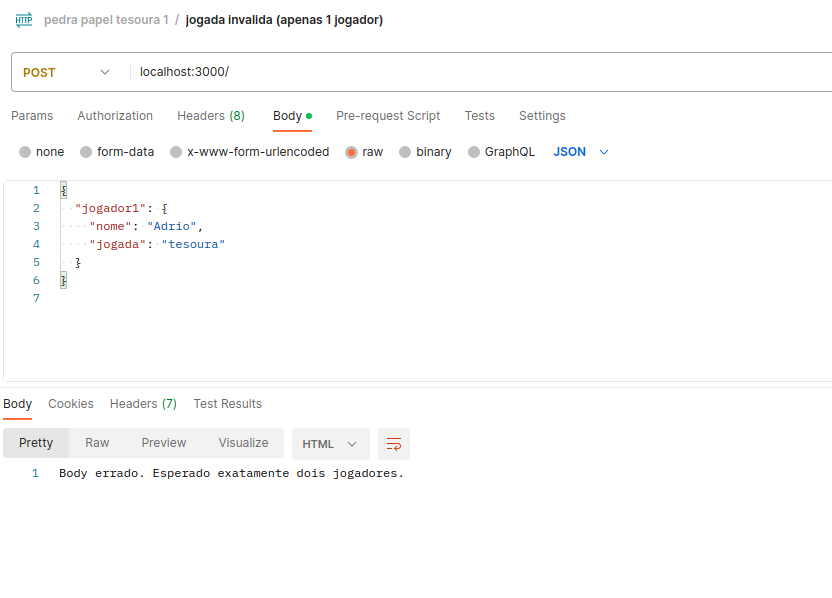 HTTP pedra papel tesoura 1 / jogada invalida (apenas 1 jogador)
POST localhost:3000/
Params Authorization Headers (8) Body Pre-request Script Tests Settings
none form-data x-www-form-urlencoded raw binary GraphQL JSON
1 {
2 "jogador1": {
3 "nome": "Adrio",
4 "jogada": "tesoura"
5 }
6 }
7
Body Cookies Headers (7) Test Results
Pretty Raw Preview Visualize HTML
1 Body errado. Esperado exatamente dois jogadores.